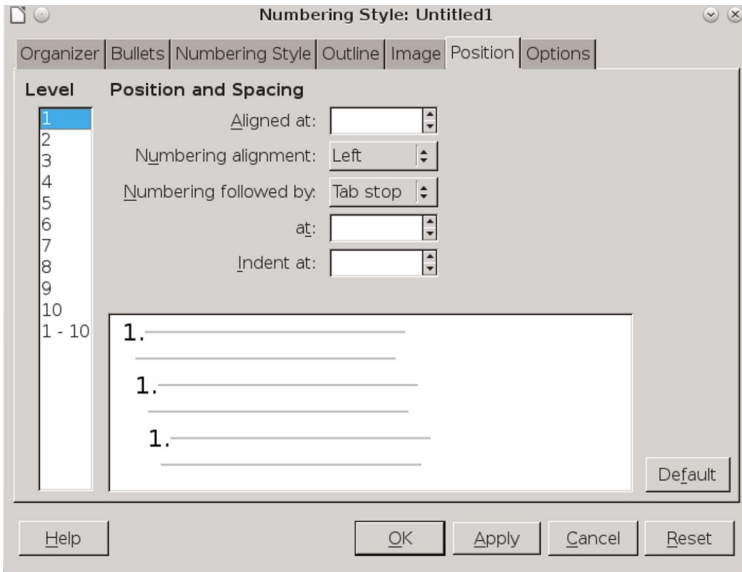 Numbering Style: Untitled1
Organizer Bullets Numbering Style Outline Image Position Options
Level Position and Spacing
1
2
3
4
5
6
7
8
9
10
1 - 10
Aligned at:
Numbering alignment: Left
Numbering followed by: Tab stop
at:
Indent at:
1.
1.
1.
Default
Help OK Apply Cancel Reset